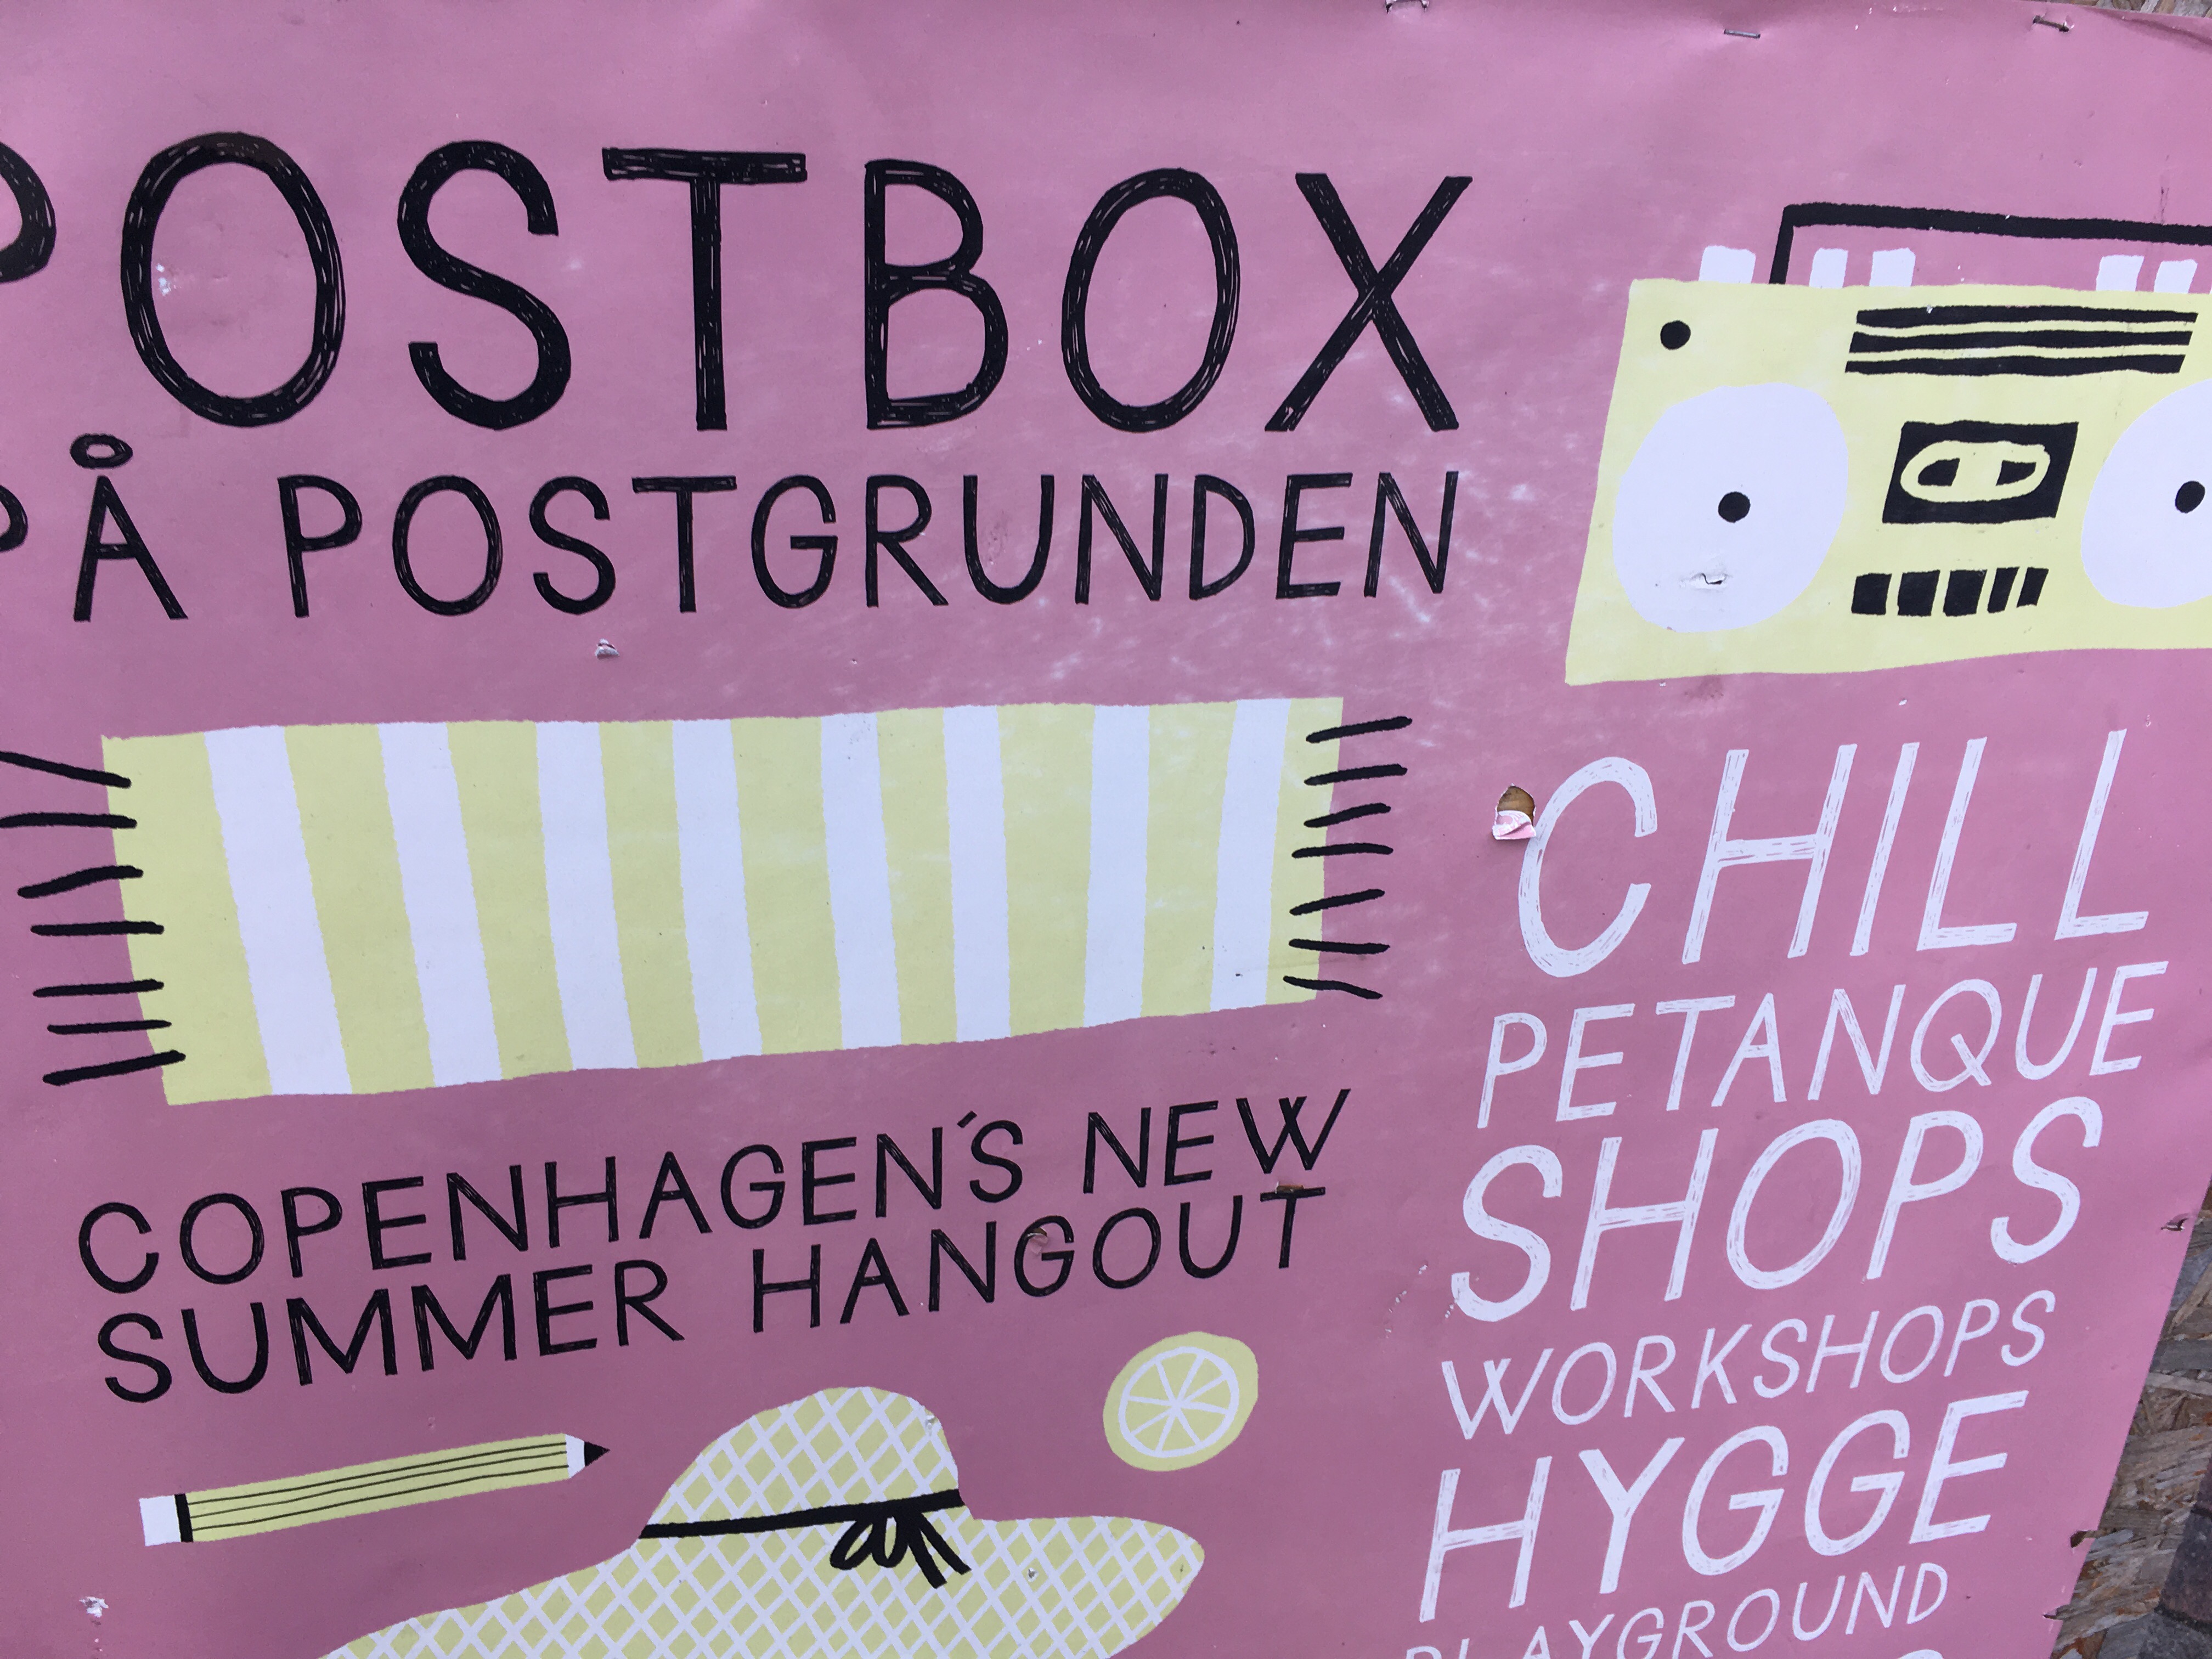 POSTBOX
PÅ POSTGRUNDEN
COPENHAGEN´S NEW
SUMMER HANGOUT
CHILL
PETANQUE
SHOPS
WORKSHOPS
HYGGE
PLAYGROUND